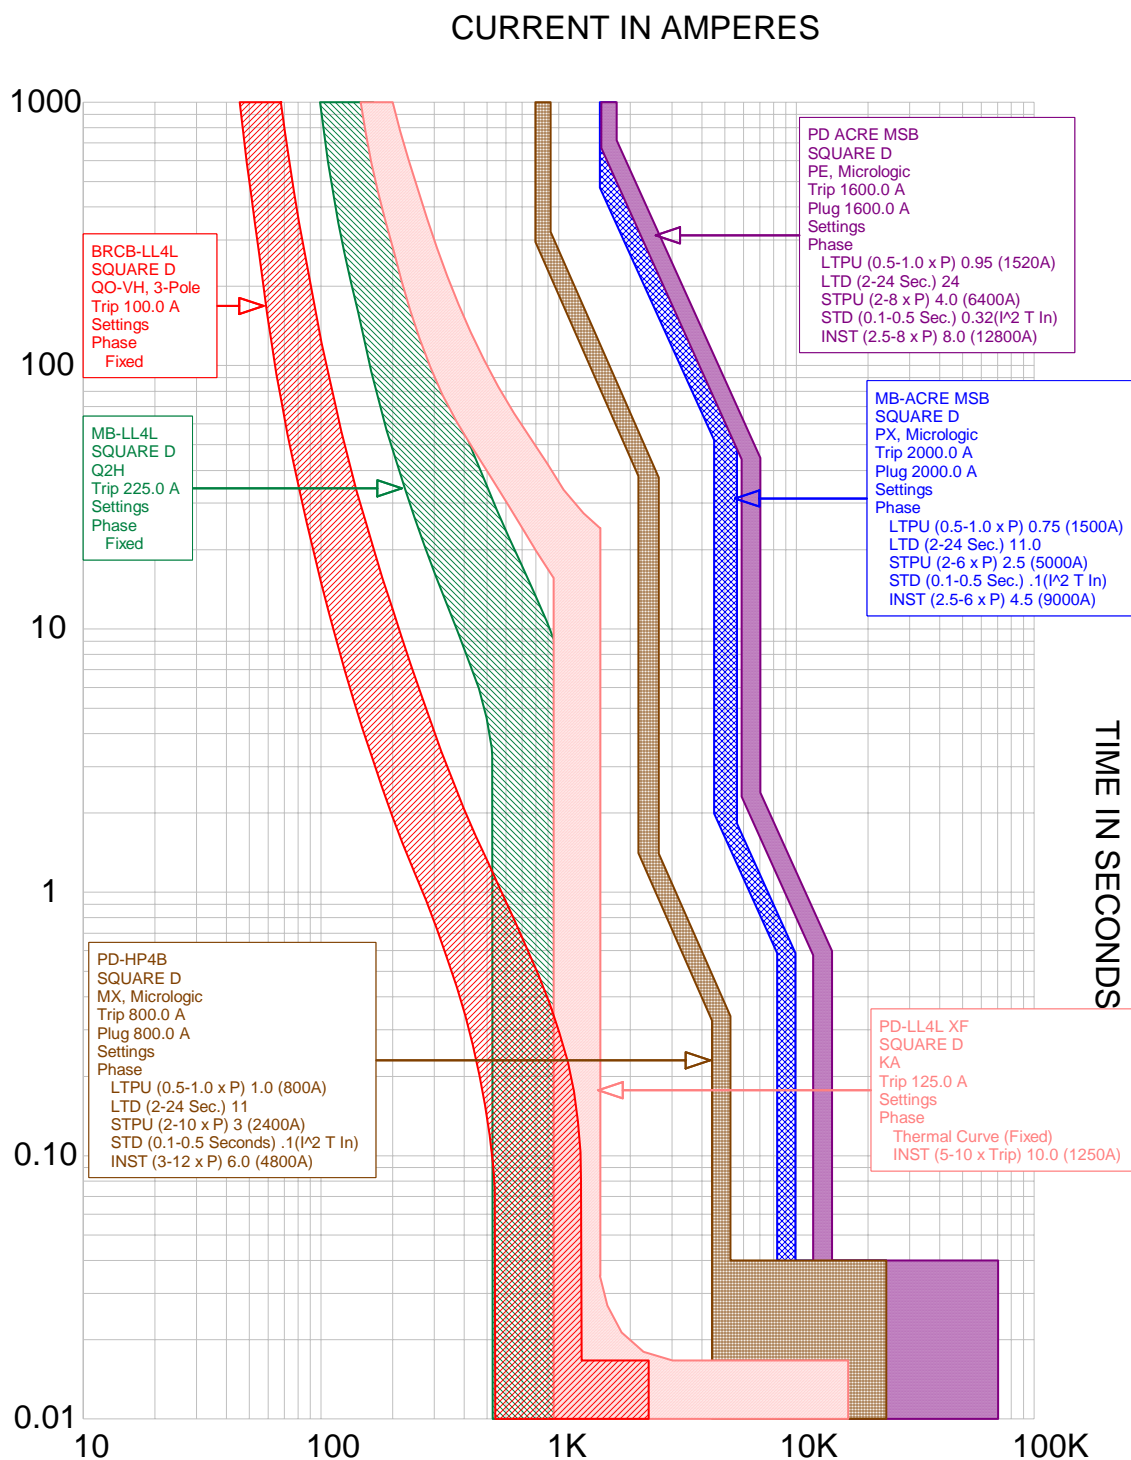 CURRENT IN AMPERES
1000
100
10
1
0.10
0.01
10
100
1K
10K
100K
TIME IN SECONDS
BRCB-LL4L
SQUARE D
QO-VH, 3-Pole
Trip 100.0 A
Settings
Phase
Fixed
MB-LL4L
SQUARE D
Q2H
Trip 225.0 A
Settings
Phase
Fixed
PD-HP4B
SQUARE D
MX, Micrologic
Trip 800.0 A
Plug 800.0 A
Settings
Phase
LTPU (0.5-1.0 x P) 1.0 (800A)
LTD (2-24 Sec.) 11
STPU (2-10 x P) 3 (2400A)
STD (0.1-0.5 Seconds) .1(I^2 T In)
INST (3-12 x P) 6.0 (4800A)
PD ACRE MSB
SQUARE D
PE, Micrologic
Trip 1600.0 A
Plug 1600.0 A
Settings
Phase
LTPU (0.5-1.0 x P) 0.95 (1520A)
LTD (2-24 Sec.) 24
STPU (2-8 x P) 4.0 (6400A)
STD (0.1-0.5 Sec.) 0.32(I^2 T In)
INST (2.5-8 x P) 8.0 (12800A)
MB-ACRE MSB
SQUARE D
PX, Micrologic
Trip 2000.0 A
Plug 2000.0 A
Settings
Phase
LTPU (0.5-1.0 x P) 0.75 (1500A)
LTD (2-24 Sec.) 11.0
STPU (2-6 x P) 2.5 (5000A)
STD (0.1-0.5 Sec.) .1(I^2 T In)
INST (2.5-6 x P) 4.5 (9000A)
PD-LL4L XF
SQUARE D
KA
Trip 125.0 A
Settings
Phase
Thermal Curve (Fixed)
INST (5-10 x Trip) 10.0 (1250A)